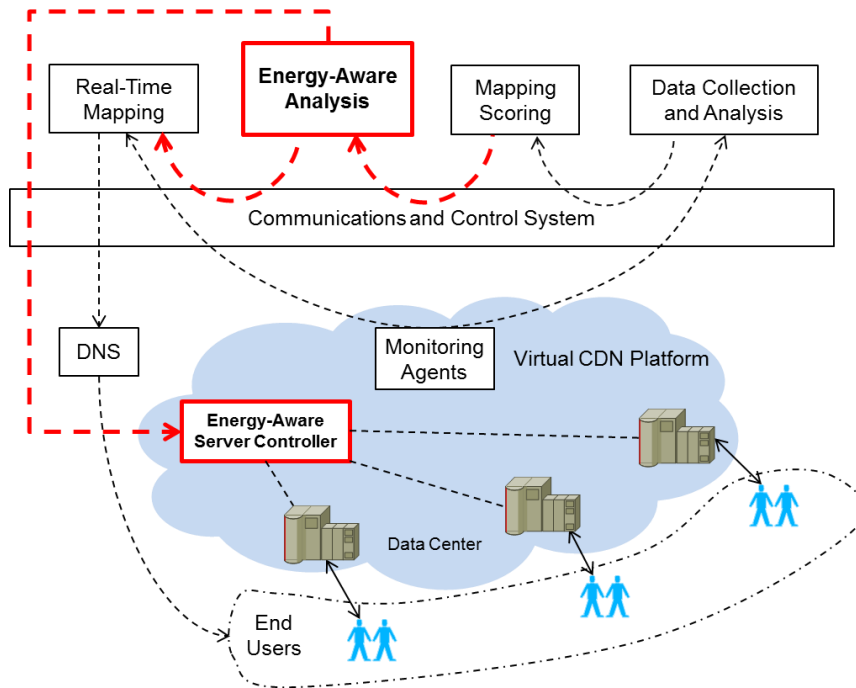 Real-Time
Mapping
Energy-Aware
Analysis
Mapping
Scoring
Data Collection
and Analysis
Communications and Control System
DNS
Monitoring
Agents
Virtual CDN Platform
Energy-Aware
Server Controller
Data Center
End
Users